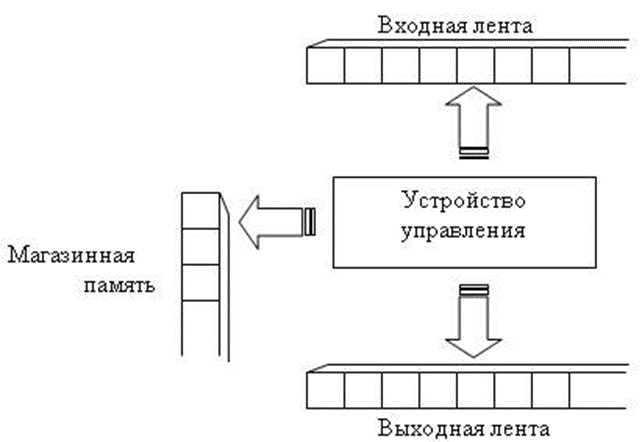 Входная лента
Устройство
управления
Магазинная
память
Выходная лента